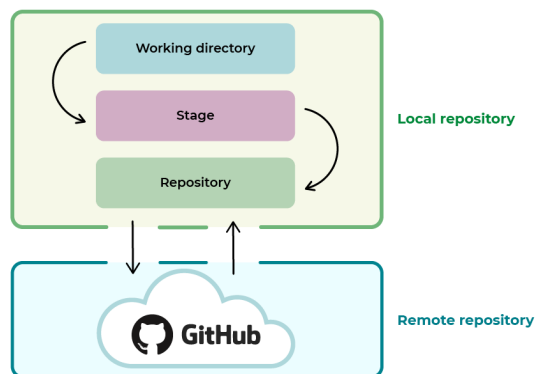 Working directory
Stage
Local repository
Repository
GitHub
Remote repository